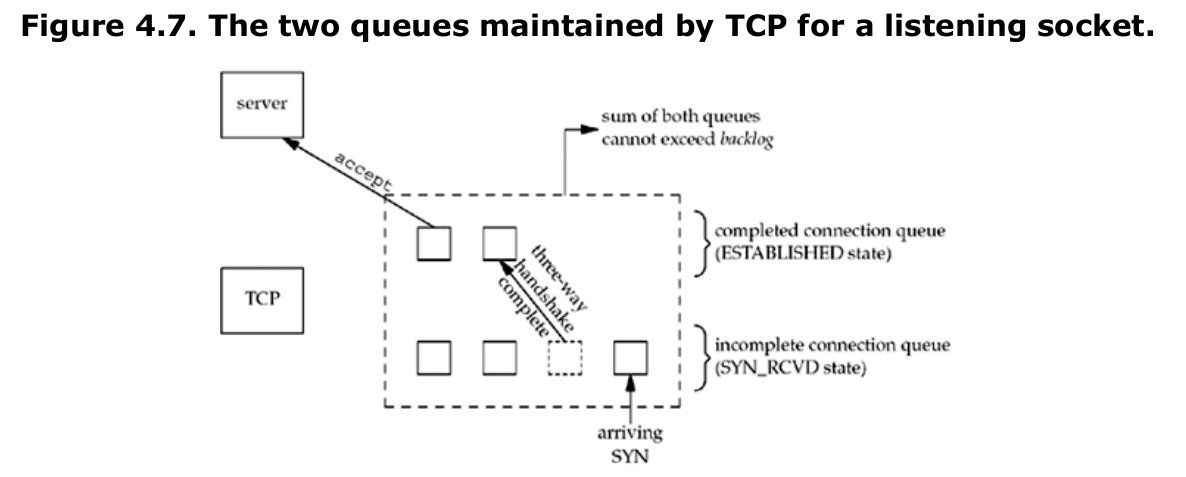 Figure 4.7. The two queues maintained by TCP for a listening socket.
server
accept
sum of both queues
cannot exceed backlog
completed connection queue
(ESTABLISHED state)
three-way
handshake
complete
TCP
incomplete connection queue
(SYN_RCVD state)
arriving
SYN